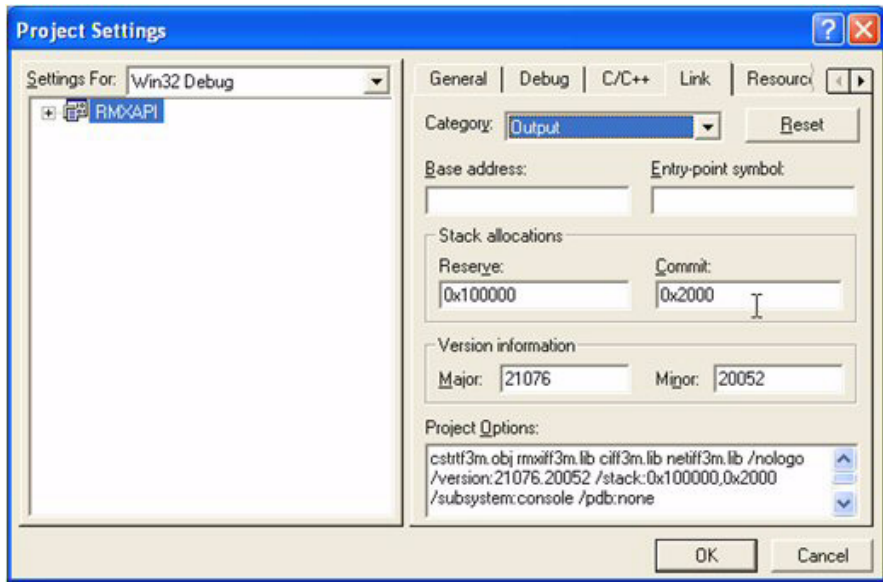 Project Settings
Settings For: Win32 Debug
RMXAPI
General Debug C/C++ Link
Category: Output Reset
Base address: Entry-point symbol:
Stack allocations
Reserve: Commit:
0x100000 0x2000
Version information
Major: 21076 Minor: 20052
Project Options:
cstrtf3m.obj rmxiff3m.lib ciff3m.lib netiff3m.lib /nologo
/version:21076.20052 /stack:0x100000,0x2000
/subsystem:console /pdb:none
OK Cancel